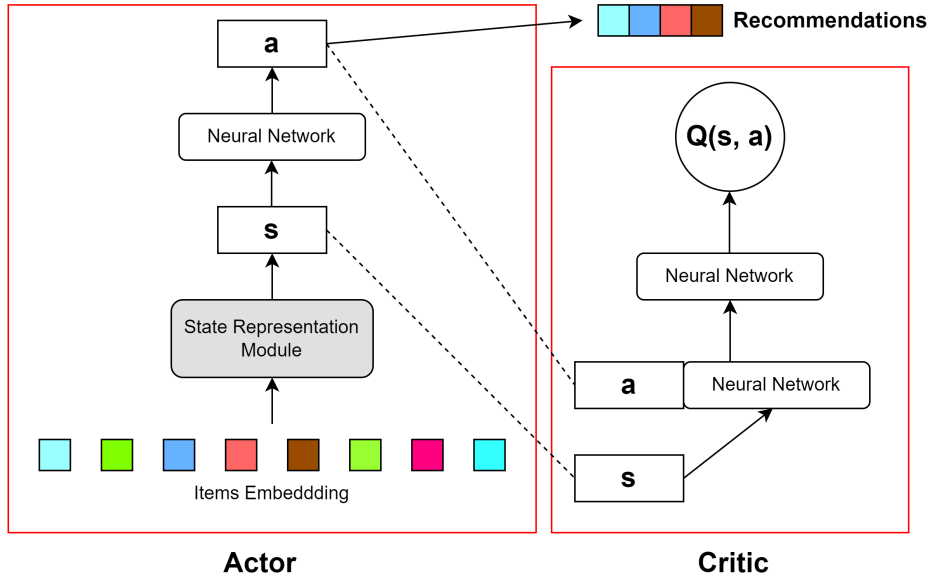 a
Recommendations
Neural Network
Q(s, a)
s
Neural Network
State Representation
Module
a
Neural Network
s
Items Embeddding
Actor
Critic